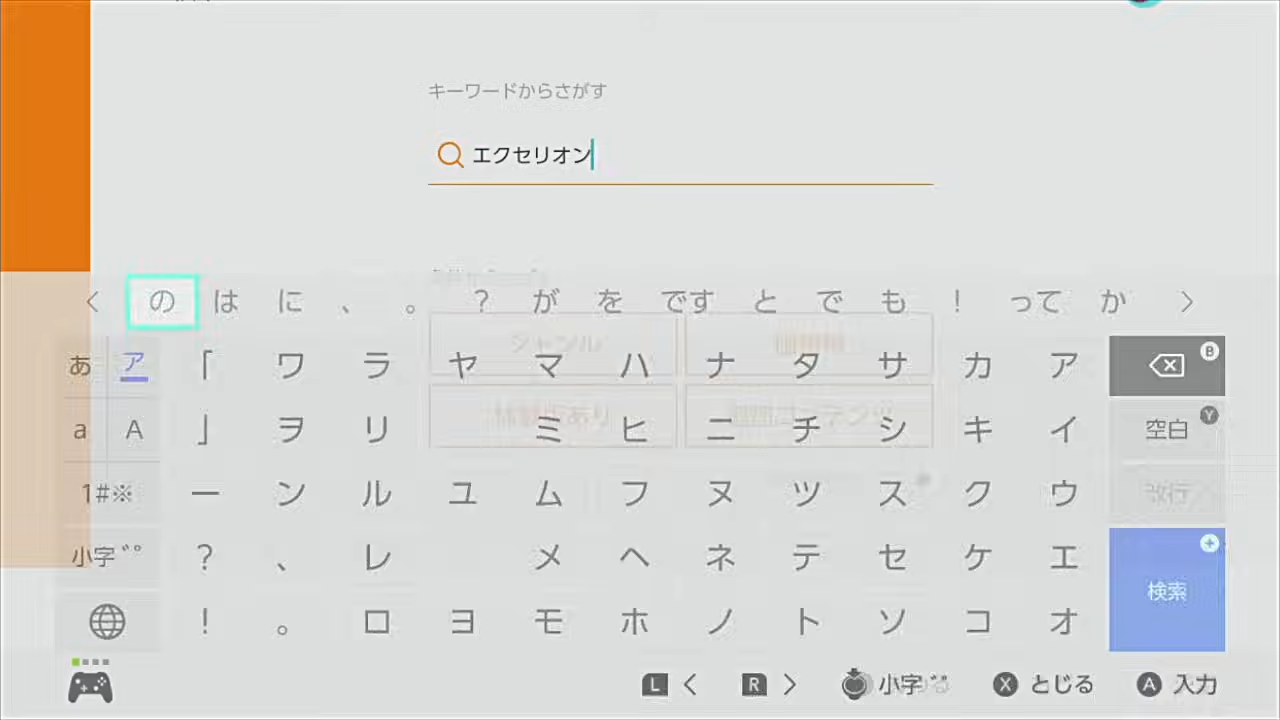 キーワードからさがす
エクセリオン
の は に 、 。 ? が を です と で も ! って か
あ ア 「 ワ ラ ヤ マ ハ ナ タ サ カ ア B
a A 」 ヲ リ ミ ヒ ニ チ シ キ イ 空白 Y
1#※ ー ン ル ユ ム フ ヌ ツ ス ク ウ 改行
小字゛゜ ? 、 レ メ ヘ ネ テ セ ケ エ
! 。 ロ ヨ モ ホ ノ ト ソ コ オ 検索
L R 小字゛゜ X とじる A 入力